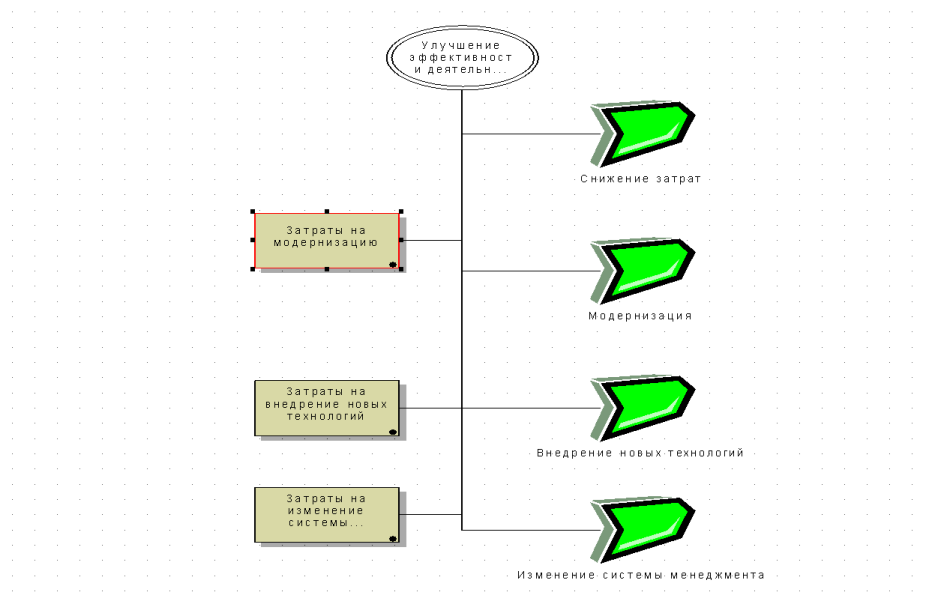 Улучшение
эффективност
и деятельн...
Снижение затрат
Затраты на
модернизацию
Модернизация
Затраты на
внедрение новых
технологий
Внедрение новых технологий
Затраты на
изменение
системы...
Изменение системы менеджмента